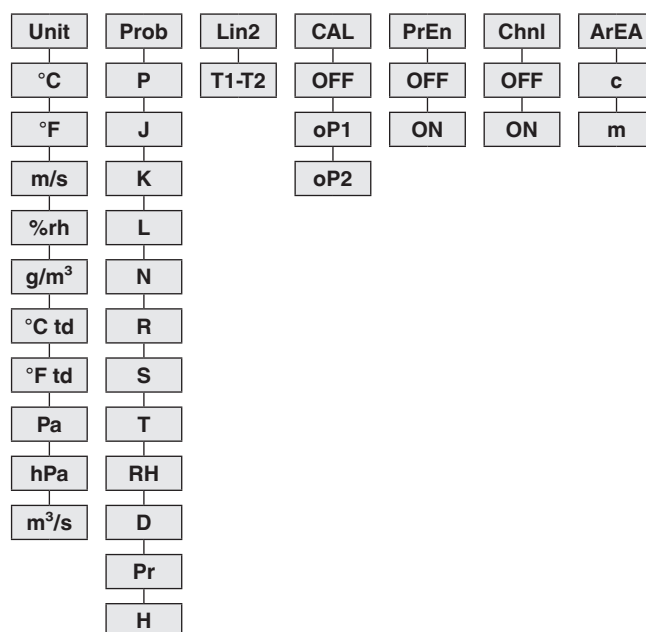 Unit Prob Lin2 CAL PrEn Chnl ArEA
°C P T1-T2 OFF OFF OFF c
°F J oP1 ON ON m
m/s K oP2
%rh L
g/m³ N
°C td R
°F td S
Pa T
hPa RH
m³/s D
Pr
H